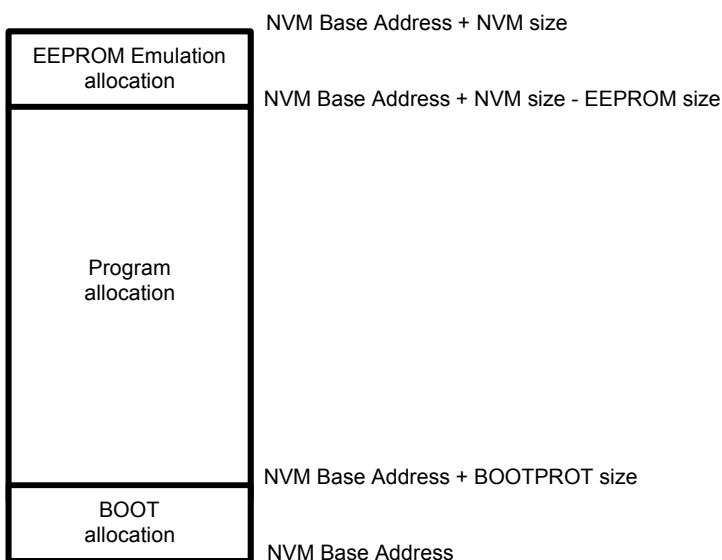 NVM Base Address + NVM size
EEPROM Emulation
allocation
NVM Base Address + NVM size - EEPROM size
Program
allocation
NVM Base Address + BOOTPROT size
BOOT
allocation
NVM Base Address